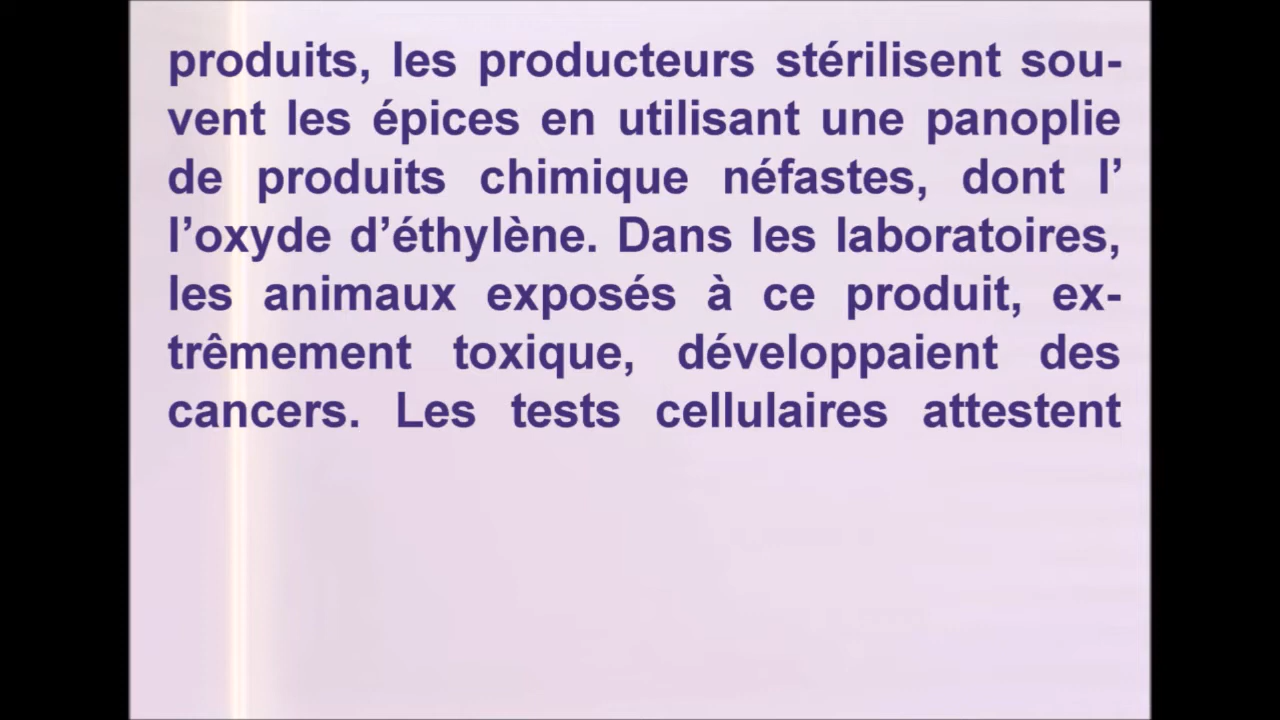 produits, les producteurs stérilisent sou-
vent les épices en utilisant une panoplie
de produits chimique néfastes, dont l’
l’oxyde d’éthylène. Dans les laboratoires,
les animaux exposés à ce produit, ex-
trêmement toxique, développaient des
cancers. Les tests cellulaires attestent